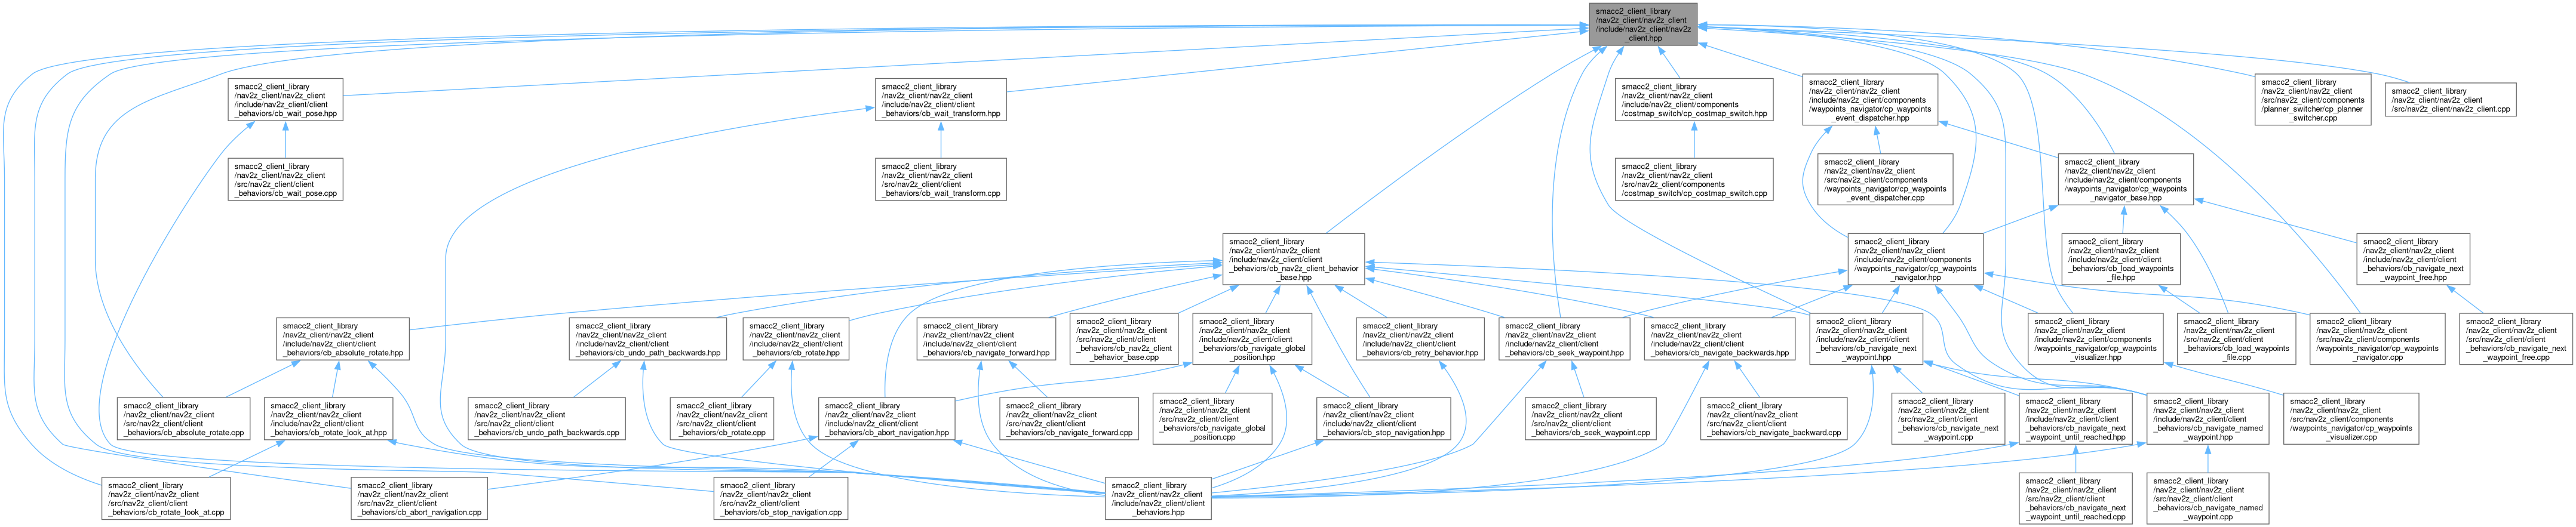 smacc2_client_library
/nav2z_client/nav2z_client
/include/nav2z_client/nav2z
_client.hpp
smacc2_client_library
/nav2z_client/nav2z_client
/include/nav2z_client/client
_behaviors/cb_wait_pose.hpp
smacc2_client_library
/nav2z_client/nav2z_client
/include/nav2z_client/client
_behaviors/cb_wait_transform.hpp
smacc2_client_library
/nav2z_client/nav2z_client
/include/nav2z_client/components
/costmap_switch/cp_costmap_switch.hpp
smacc2_client_library
/nav2z_client/nav2z_client
/include/nav2z_client/components
/waypoints_navigator/cp_waypoints
_event_dispatcher.hpp
smacc2_client_library
/nav2z_client/nav2z_client
/src/nav2z_client/components
/planner_switcher/cp_planner
_switcher.cpp
smacc2_client_library
/nav2z_client/nav2z_client
/src/nav2z_client/nav2z_client.cpp
smacc2_client_library
/nav2z_client/nav2z_client
/src/nav2z_client/client
_behaviors/cb_wait_pose.cpp
smacc2_client_library
/nav2z_client/nav2z_client
/src/nav2z_client/client
_behaviors/cb_wait_transform.cpp
smacc2_client_library
/nav2z_client/nav2z_client
/src/nav2z_client/components
/costmap_switch/cp_costmap_switch.cpp
smacc2_client_library
/nav2z_client/nav2z_client
/src/nav2z_client/components
/waypoints_navigator/cp_waypoints
_event_dispatcher.cpp
smacc2_client_library
/nav2z_client/nav2z_client
/include/nav2z_client/components
/waypoints_navigator/cp_waypoints
_navigator_base.hpp
smacc2_client_library
/nav2z_client/nav2z_client
/include/nav2z_client/client
_behaviors/cb_nav2z_client_behavior
_base.hpp
smacc2_client_library
/nav2z_client/nav2z_client
/include/nav2z_client/components
/waypoints_navigator/cp_waypoints
_navigator.hpp
smacc2_client_library
/nav2z_client/nav2z_client
/include/nav2z_client/client
_behaviors/cb_load_waypoints
_file.hpp
smacc2_client_library
/nav2z_client/nav2z_client
/include/nav2z_client/client
_behaviors/cb_navigate_next
_waypoint_free.hpp
smacc2_client_library
/nav2z_client/nav2z_client
/include/nav2z_client/client
_behaviors/cb_absolute_rotate.hpp
smacc2_client_library
/nav2z_client/nav2z_client
/include/nav2z_client/client
_behaviors/cb_undo_path_backwards.hpp
smacc2_client_library
/nav2z_client/nav2z_client
/include/nav2z_client/client
_behaviors/cb_rotate.hpp
smacc2_client_library
/nav2z_client/nav2z_client
/include/nav2z_client/client
_behaviors/cb_navigate_forward.hpp
smacc2_client_library
/nav2z_client/nav2z_client
/src/nav2z_client/client
_behaviors/cb_nav2z_client
_behavior_base.cpp
smacc2_client_library
/nav2z_client/nav2z_client
/include/nav2z_client/client
_behaviors/cb_navigate_global
_position.hpp
smacc2_client_library
/nav2z_client/nav2z_client
/include/nav2z_client/client
_behaviors/cb_retry_behavior.hpp
smacc2_client_library
/nav2z_client/nav2z_client
/include/nav2z_client/client
_behaviors/cb_seek_waypoint.hpp
smacc2_client_library
/nav2z_client/nav2z_client
/include/nav2z_client/client
_behaviors/cb_navigate_backwards.hpp
smacc2_client_library
/nav2z_client/nav2z_client
/include/nav2z_client/client
_behaviors/cb_navigate_next
_waypoint.hpp
smacc2_client_library
/nav2z_client/nav2z_client
/include/nav2z_client/components
/waypoints_navigator/cp_waypoints
_visualizer.hpp
smacc2_client_library
/nav2z_client/nav2z_client
/src/nav2z_client/client
_behaviors/cb_load_waypoints
_file.cpp
smacc2_client_library
/nav2z_client/nav2z_client
/src/nav2z_client/components
/waypoints_navigator/cp_waypoints
_navigator.cpp
smacc2_client_library
/nav2z_client/nav2z_client
/src/nav2z_client/client
_behaviors/cb_navigate_next
_waypoint_free.cpp
smacc2_client_library
/nav2z_client/nav2z_client
/src/nav2z_client/client
_behaviors/cb_absolute_rotate.cpp
smacc2_client_library
/nav2z_client/nav2z_client
/include/nav2z_client/client
_behaviors/cb_rotate_look_at.hpp
smacc2_client_library
/nav2z_client/nav2z_client
/src/nav2z_client/client
_behaviors/cb_undo_path_backwards.cpp
smacc2_client_library
/nav2z_client/nav2z_client
/src/nav2z_client/client
_behaviors/cb_rotate.cpp
smacc2_client_library
/nav2z_client/nav2z_client
/include/nav2z_client/client
_behaviors/cb_abort_navigation.hpp
smacc2_client_library
/nav2z_client/nav2z_client
/src/nav2z_client/client
_behaviors/cb_navigate_forward.cpp
smacc2_client_library
/nav2z_client/nav2z_client
/src/nav2z_client/client
_behaviors/cb_navigate_global
_position.cpp
smacc2_client_library
/nav2z_client/nav2z_client
/include/nav2z_client/client
_behaviors/cb_stop_navigation.hpp
smacc2_client_library
/nav2z_client/nav2z_client
/src/nav2z_client/client
_behaviors/cb_seek_waypoint.cpp
smacc2_client_library
/nav2z_client/nav2z_client
/src/nav2z_client/client
_behaviors/cb_navigate_backward.cpp
smacc2_client_library
/nav2z_client/nav2z_client
/src/nav2z_client/client
_behaviors/cb_navigate_next
_waypoint.cpp
smacc2_client_library
/nav2z_client/nav2z_client
/include/nav2z_client/client
_behaviors/cb_navigate_next
_waypoint_until_reached.hpp
smacc2_client_library
/nav2z_client/nav2z_client
/include/nav2z_client/client
_behaviors/cb_navigate_named
_waypoint.hpp
smacc2_client_library
/nav2z_client/nav2z_client
/src/nav2z_client/components
/waypoints_navigator/cp_waypoints
_visualizer.cpp
smacc2_client_library
/nav2z_client/nav2z_client
/src/nav2z_client/client
_behaviors/cb_rotate_look_at.cpp
smacc2_client_library
/nav2z_client/nav2z_client
/src/nav2z_client/client
_behaviors/cb_abort_navigation.cpp
smacc2_client_library
/nav2z_client/nav2z_client
/src/nav2z_client/client
_behaviors/cb_stop_navigation.cpp
smacc2_client_library
/nav2z_client/nav2z_client
/include/nav2z_client/client
_behaviors.hpp
smacc2_client_library
/nav2z_client/nav2z_client
/src/nav2z_client/client
_behaviors/cb_navigate_next
_waypoint_until_reached.cpp
smacc2_client_library
/nav2z_client/nav2z_client
/src/nav2z_client/client
_behaviors/cb_navigate_named
_waypoint.cpp